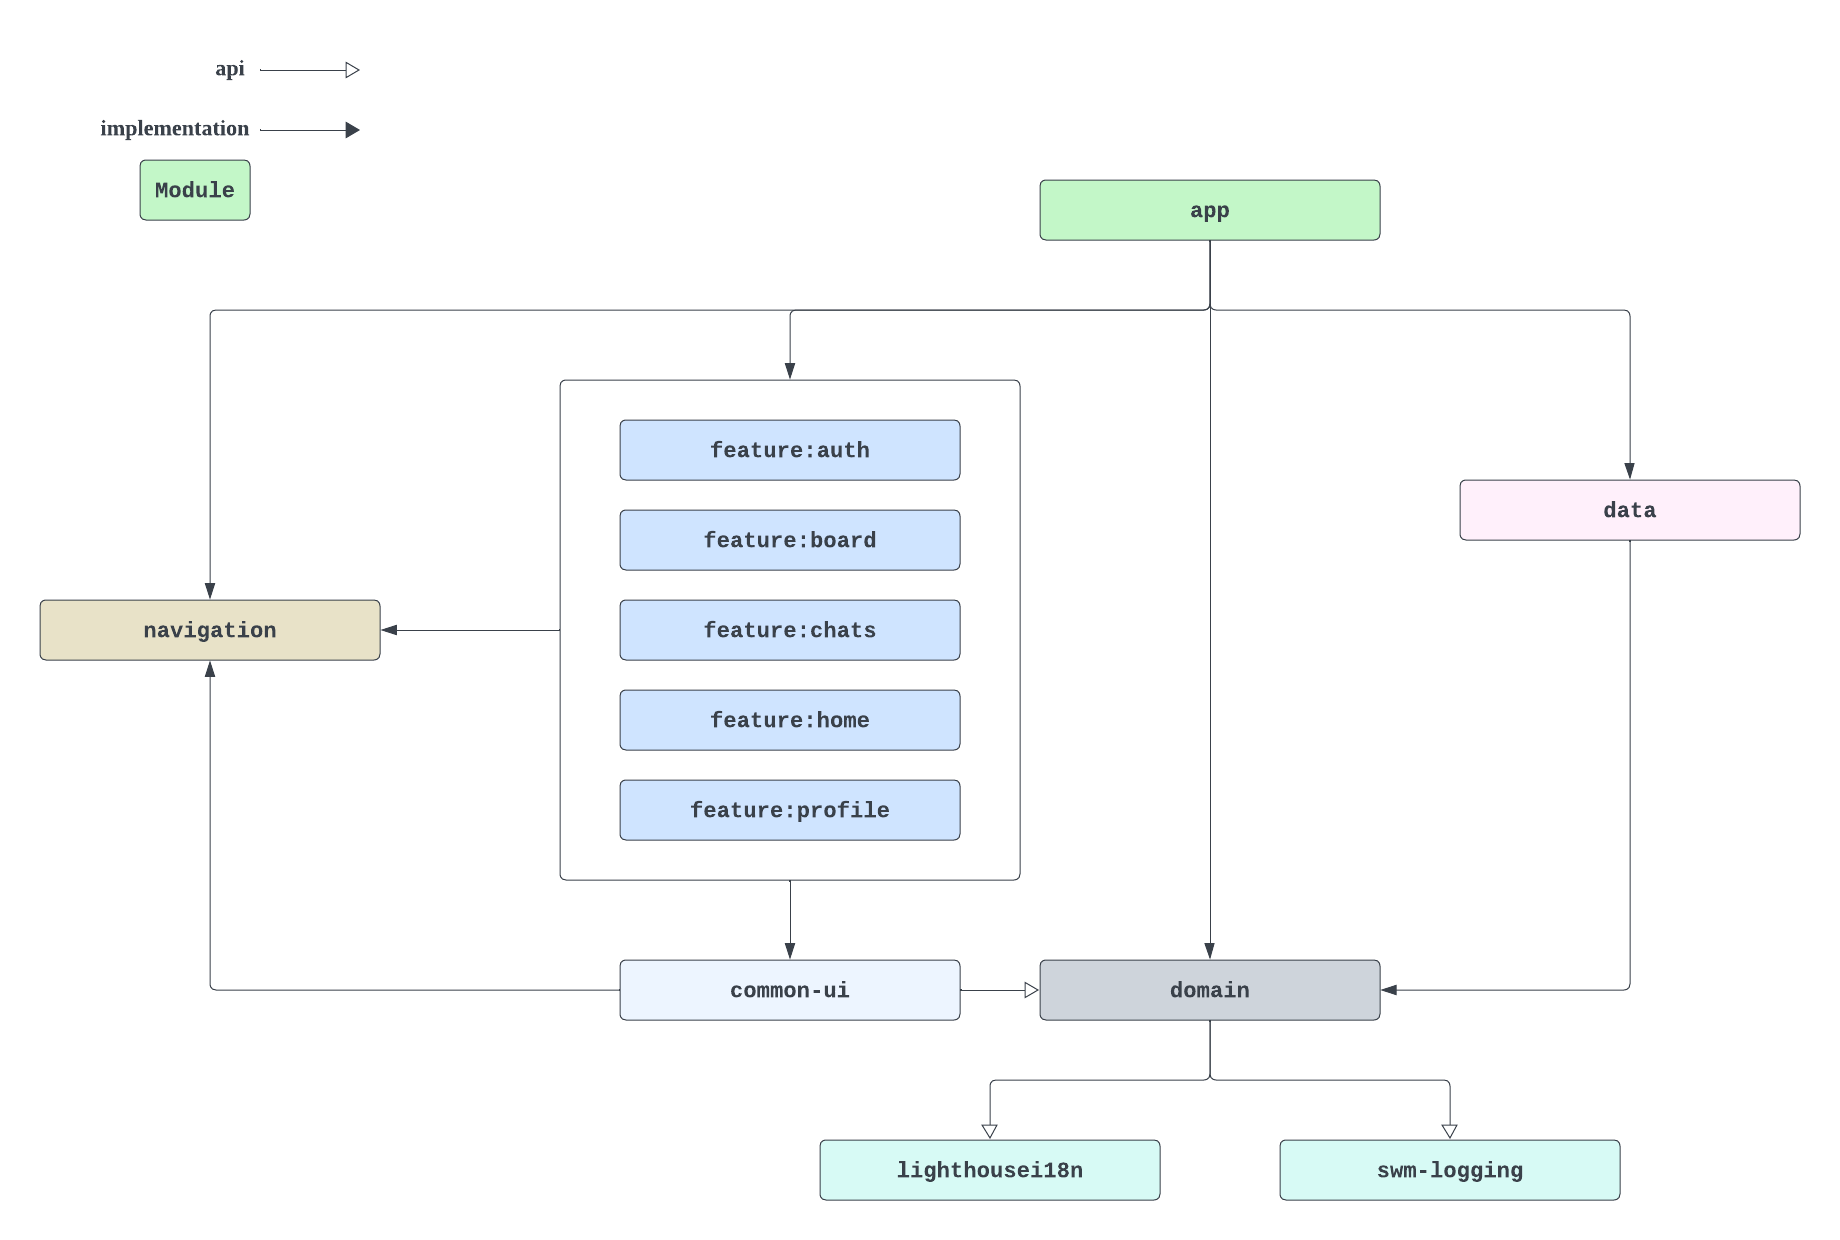 api
implementation
Module
app
feature:auth
feature:board
feature:chats
feature:home
feature:profile
data
navigation
common-ui
domain
lighthousei18n
swm-logging